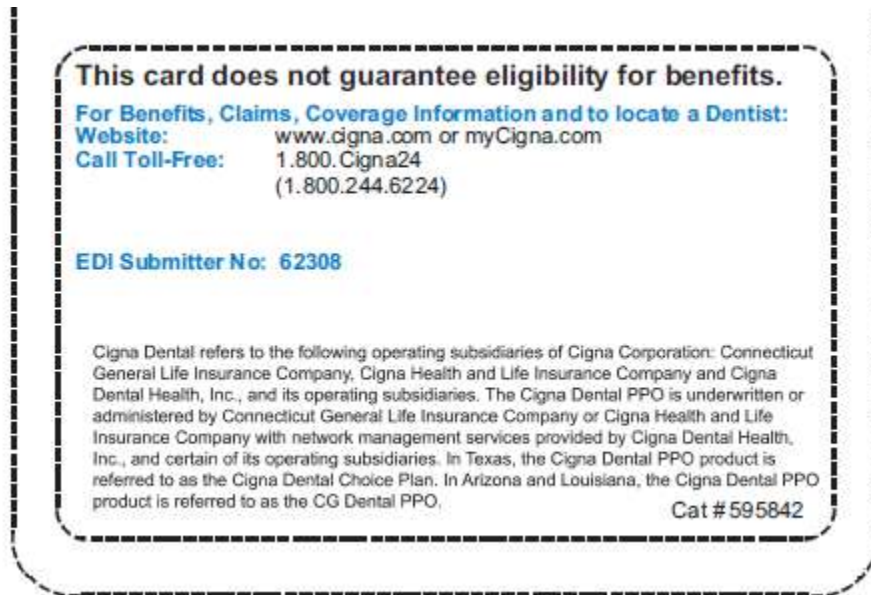 This card does not guarantee eligibility for benefits.
For Benefits, Claims, Coverage Information and to locate a Dentist:
Website: www.cigna.com or myCigna.com
Call Toll-Free: 1.800.Cigna24
(1.800.244.6224)
EDI Submitter No: 62308
Cigna Dental refers to the following operating subsidiaries of Cigna Corporation: Connecticut
General Life Insurance Company, Cigna Health and Life Insurance Company and Cigna
Dental Health, Inc., and its operating subsidiaries. The Cigna Dental PPO is underwritten or
administered by Connecticut General Life Insurance Company or Cigna Health and Life
Insurance Company with network management services provided by Cigna Dental Health,
Inc., and certain of its operating subsidiaries. In Texas, the Cigna Dental PPO product is
referred to as the Cigna Dental Choice Plan. In Arizona and Louisiana, the Cigna Dental PPO
product is referred to as the CG Dental PPO.
Cat #595842